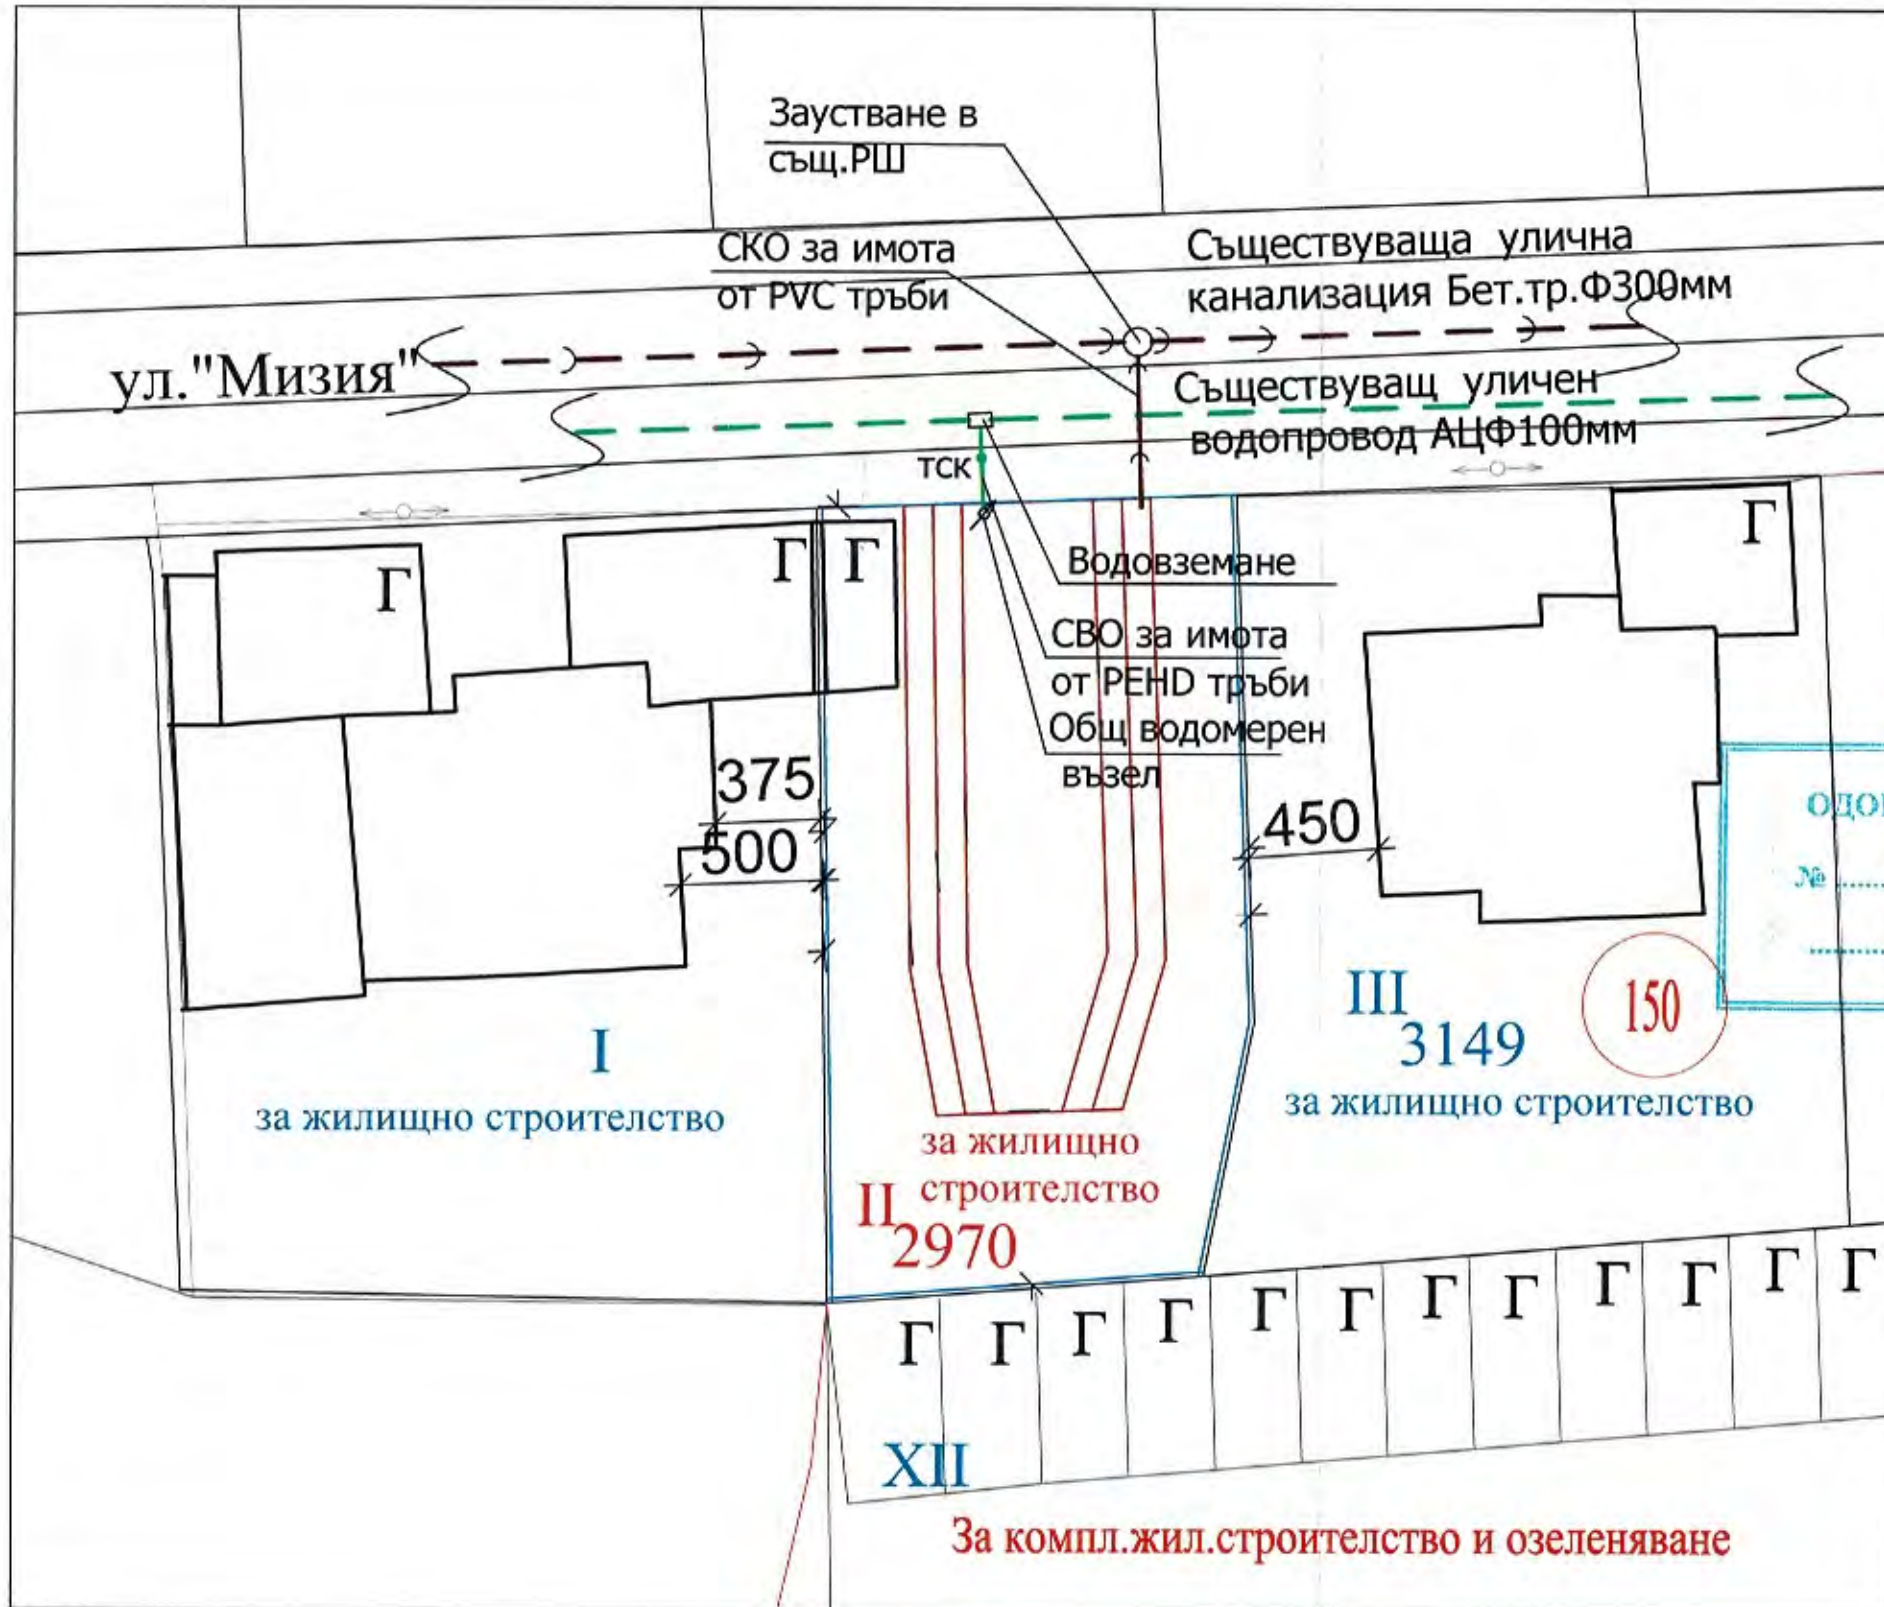 Заустване в
същ.РШ
СКО за имота
от PVC тръби
Съществуваща улична
канализация Бет.тр.Ф300мм
ул."Мизия"
Съществуващ уличен
водопровод АЦФ100мм
тск
Г
Г
Г
Г
Водовземане
СВО за имота
от PEHD тръби
Общ водомерен
възел
375
500
450
№
I
за жилищно строителство
III
3149
150
за жилищно строителство
за жилищно
строителство
II
2970
Г Г Г Г Г Г Г Г Г Г Г Г
XII
За компл.жил.строителство и озеленяване